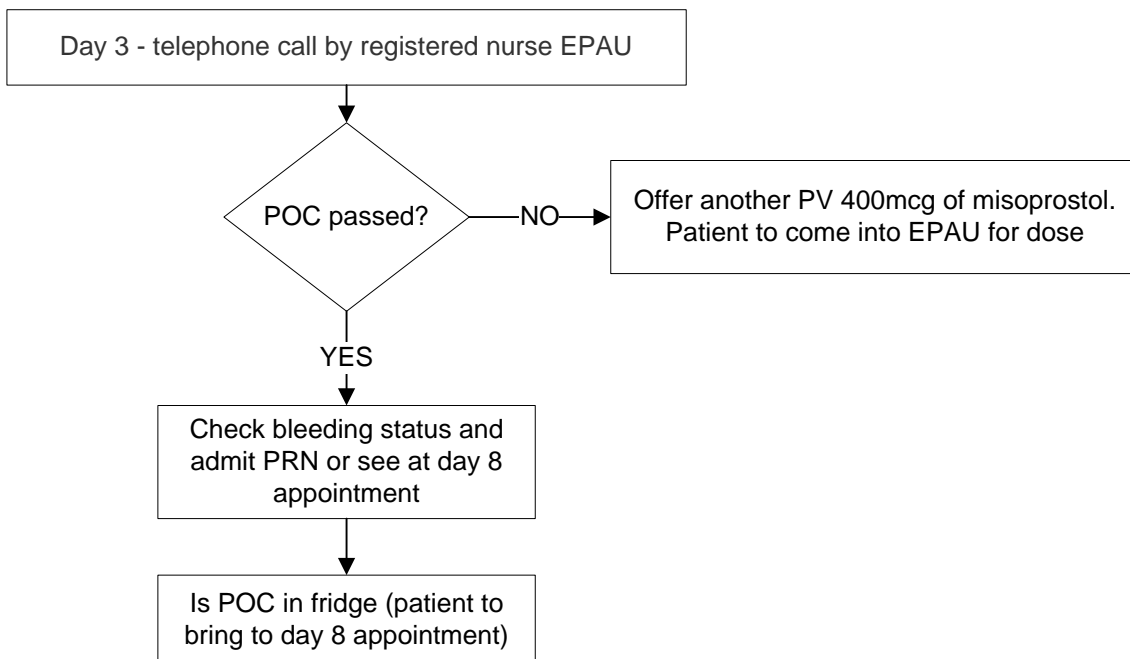 Day 3 - telephone call by registered nurse EPAU
POC passed?
NO
Offer another PV 400mcg of misoprostol.
Patient to come into EPAU for dose
YES
Check bleeding status and
admit PRN or see at day 8
appointment
Is POC in fridge (patient to
bring to day 8 appointment)